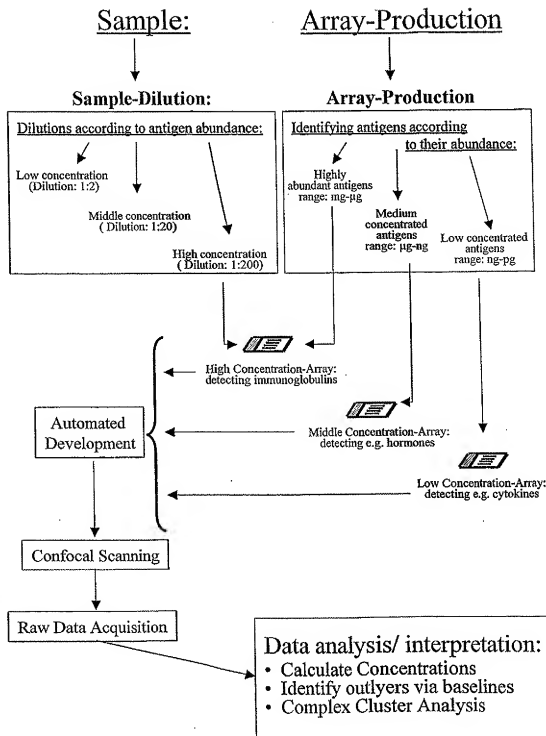 Sample:
Array-Production
Sample-Dilution:
Array-Production
Dilutions according to antigen abundance:
Low concentration
(Dilution: 1:2)
Middle concentration
( Dilution: 1:20)
High concentration
( Dilution: 1:200)
Identifying antigens according
to their abundance:
Highly
abundant antigens
range: mg-µg
Medium
concentrated
antigens
range: µg-ng
Low concentrated
antigens
range: ng-pg
High Concentration-Array:
detecting immunoglobulins
Middle Concentration-Array:
detecting e.g. hormones
Low Concentration-Array:
detecting e.g. cytokines
Automated
Development
Confocal Scanning
Raw Data Acquisition
Data analysis/ interpretation:
• Calculate Concentrations
• Identify outlyers via baselines
• Complex Cluster Analysis